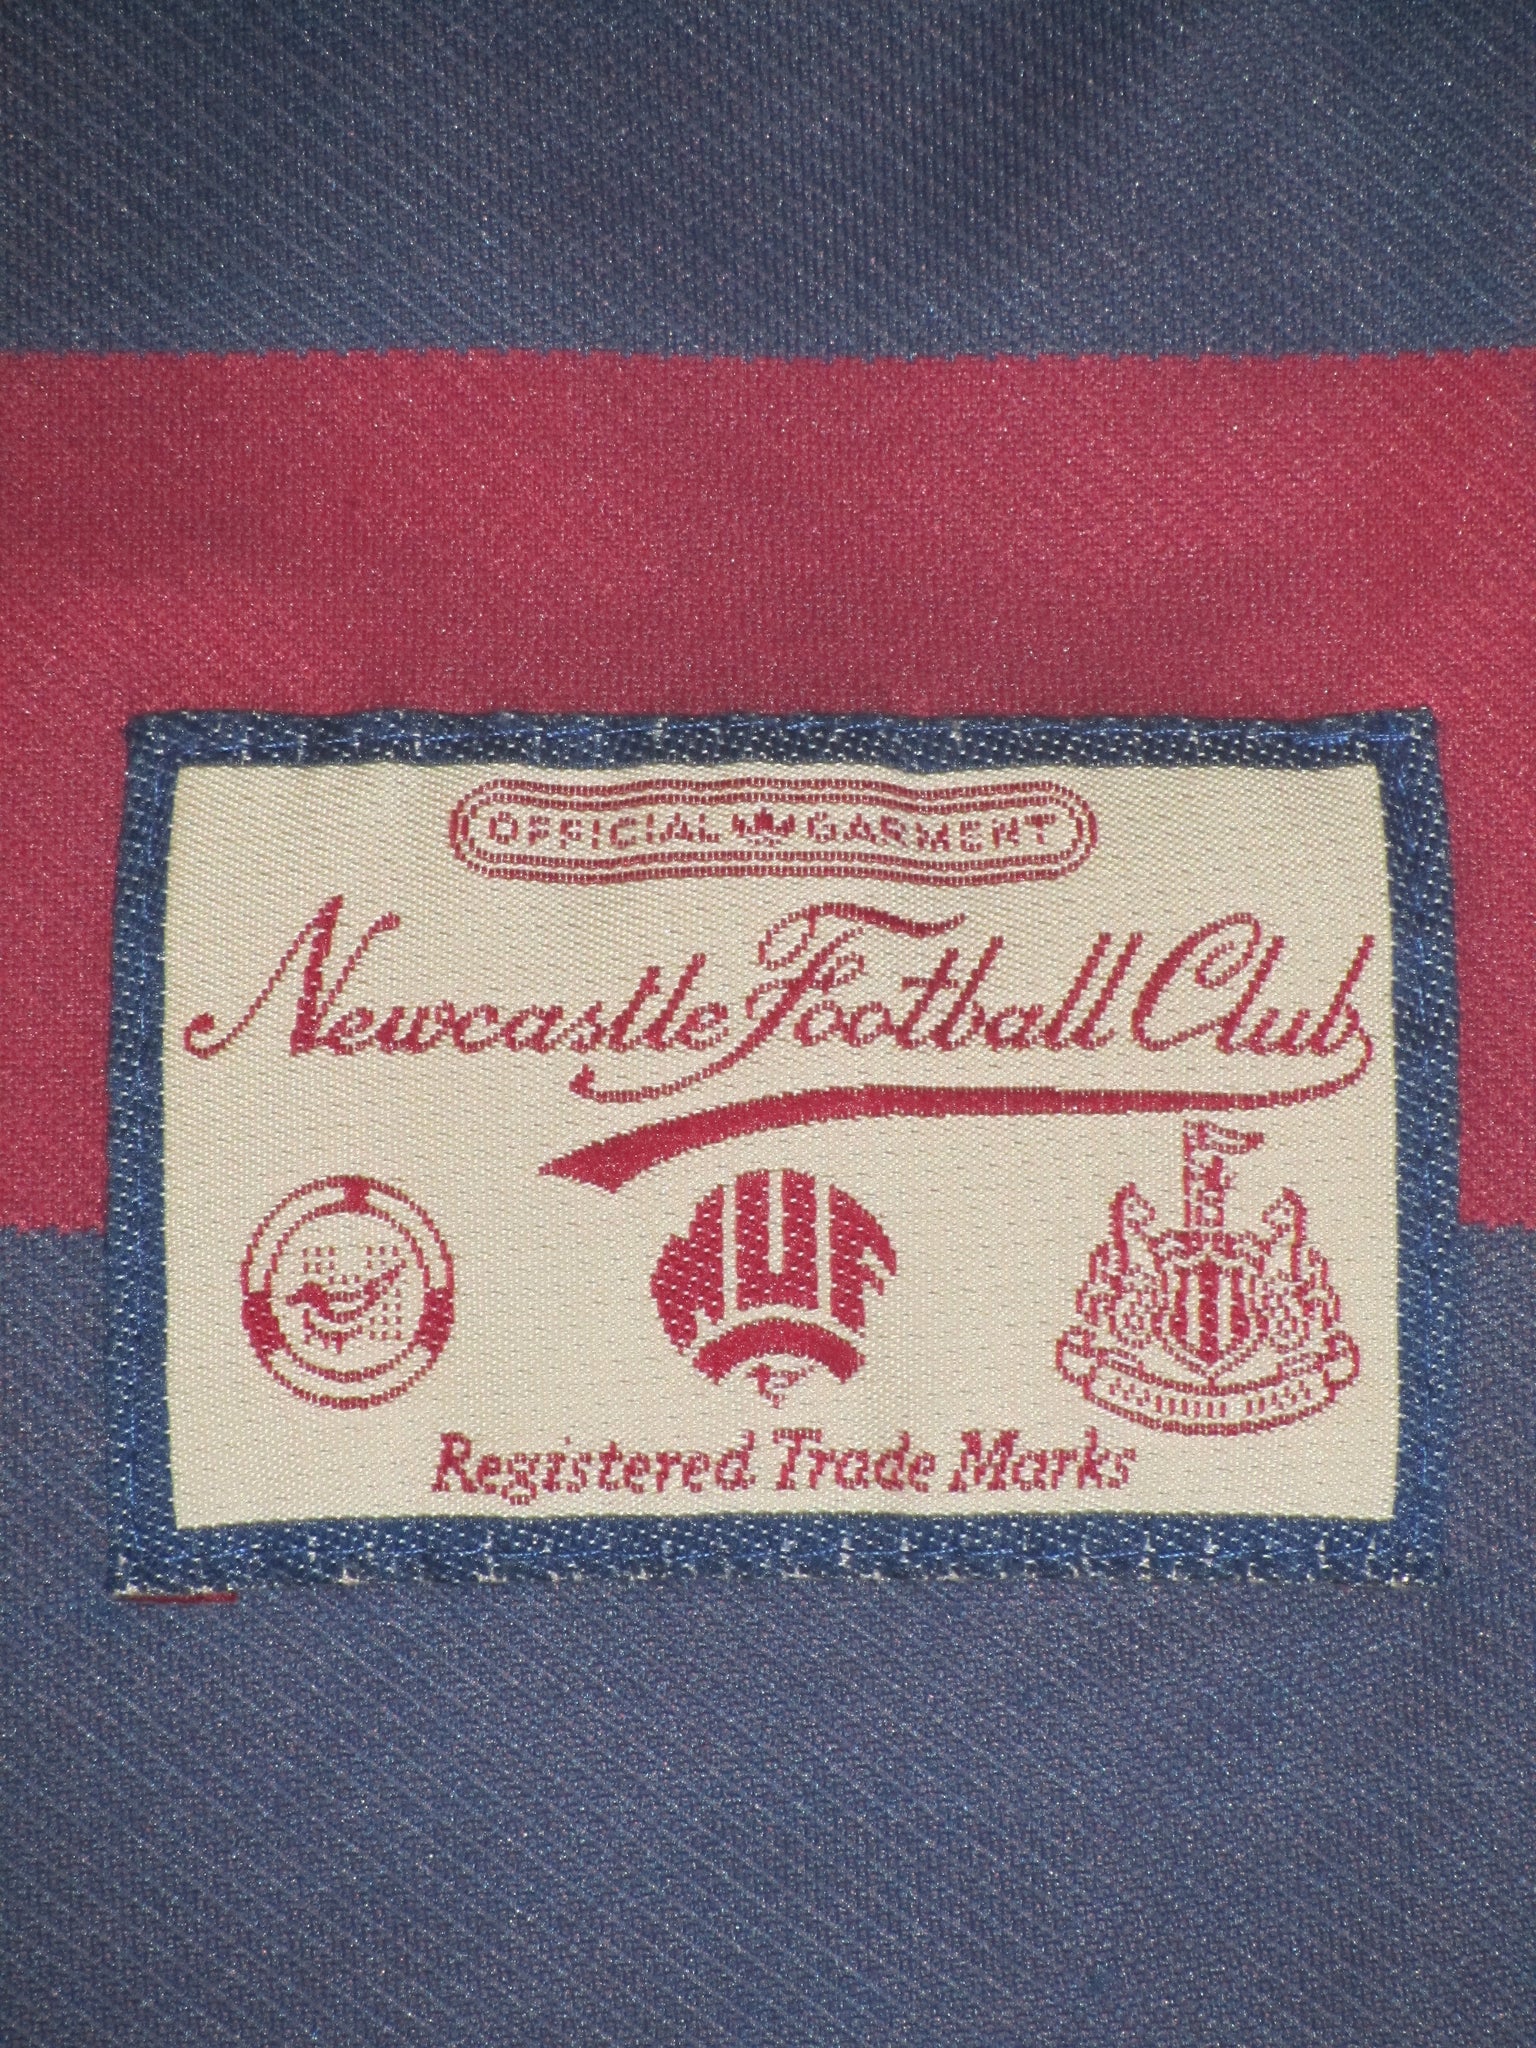 OFFICIAL GARMENT
Newcastle Football Club
NUF
Registered Trade Marks